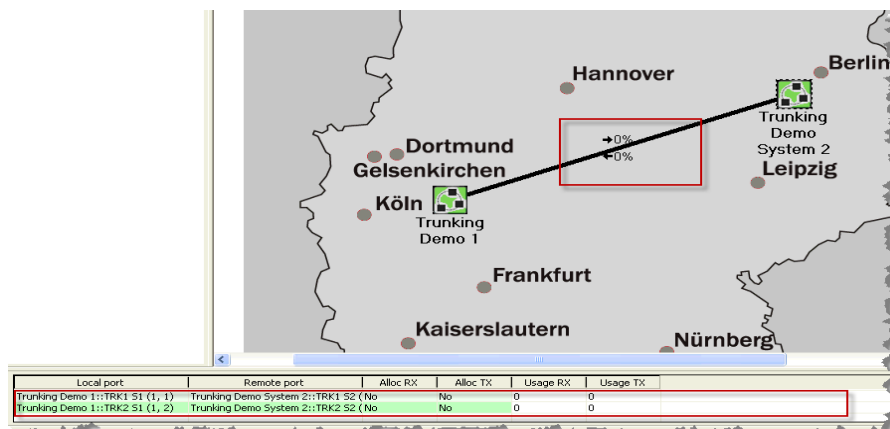 Berlin
Hannover
Trunking
Demo
System 2
→0%
←0%
Dortmund
Gelsenkirchen
Leipzig
Köln
Trunking
Demo 1
Frankfurt
Kaiserslautern
Nürnberg
Local port Remote port Alloc RX Alloc TX Usage RX Usage TX
Trunking Demo 1::TRK1 S1 (1, 1) Trunking Demo System 2::TRK1 S2 ( No No 0 0
Trunking Demo 1::TRK2 S1 (1, 2) Trunking Demo System 2::TRK2 S2 ( No No 0 0